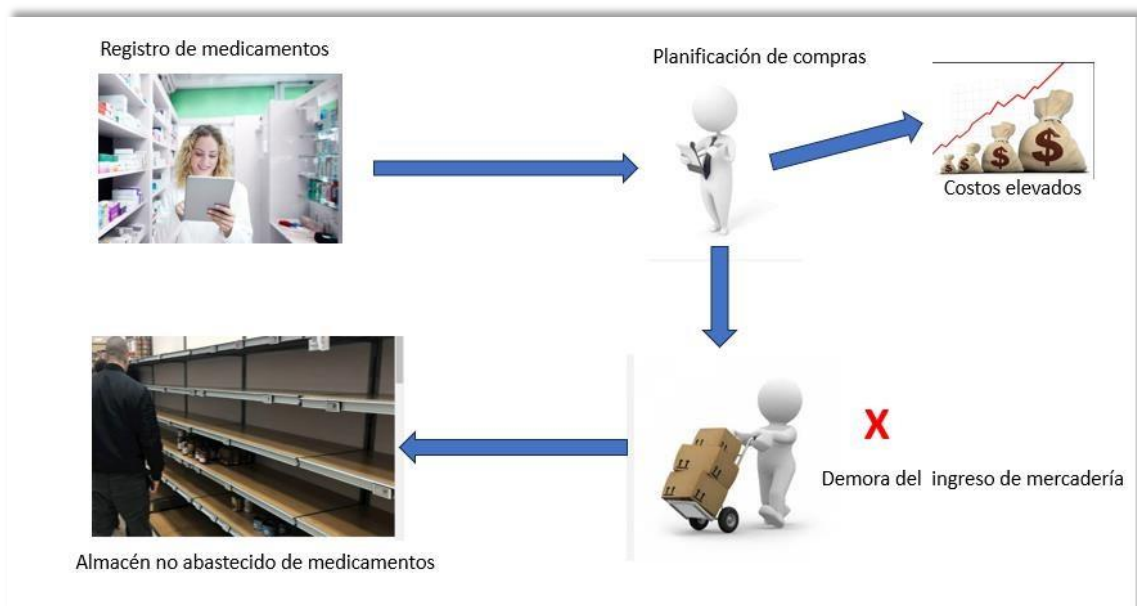 Registro de medicamentos
Planificación de compras
$ $ $ $
Costos elevados
X
Demora del ingreso de mercadería
Almacén no abastecido de medicamentos